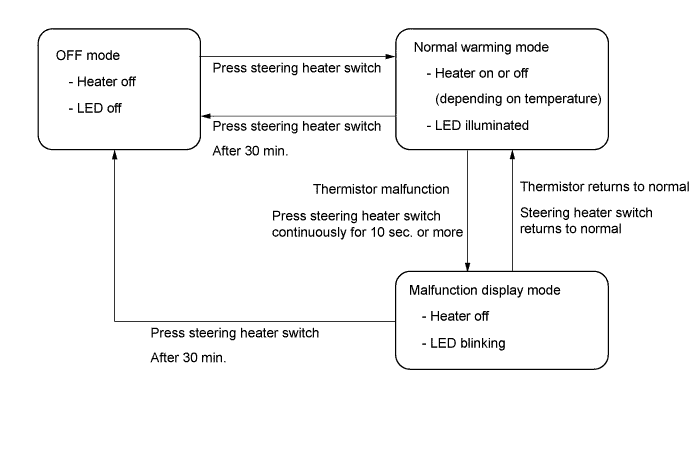 OFF mode
- Heater off
- LED off
Press steering heater switch
Press steering heater switch
After 30 min.
Normal warming mode
- Heater on or off
(depending on temperature)
- LED illuminated
Thermistor malfunction
Press steering heater switch
continuously for 10 sec. or more
Thermistor returns to normal
Steering heater switch
returns to normal
Malfunction display mode
- Heater off
- LED blinking
Press steering heater switch
After 30 min.